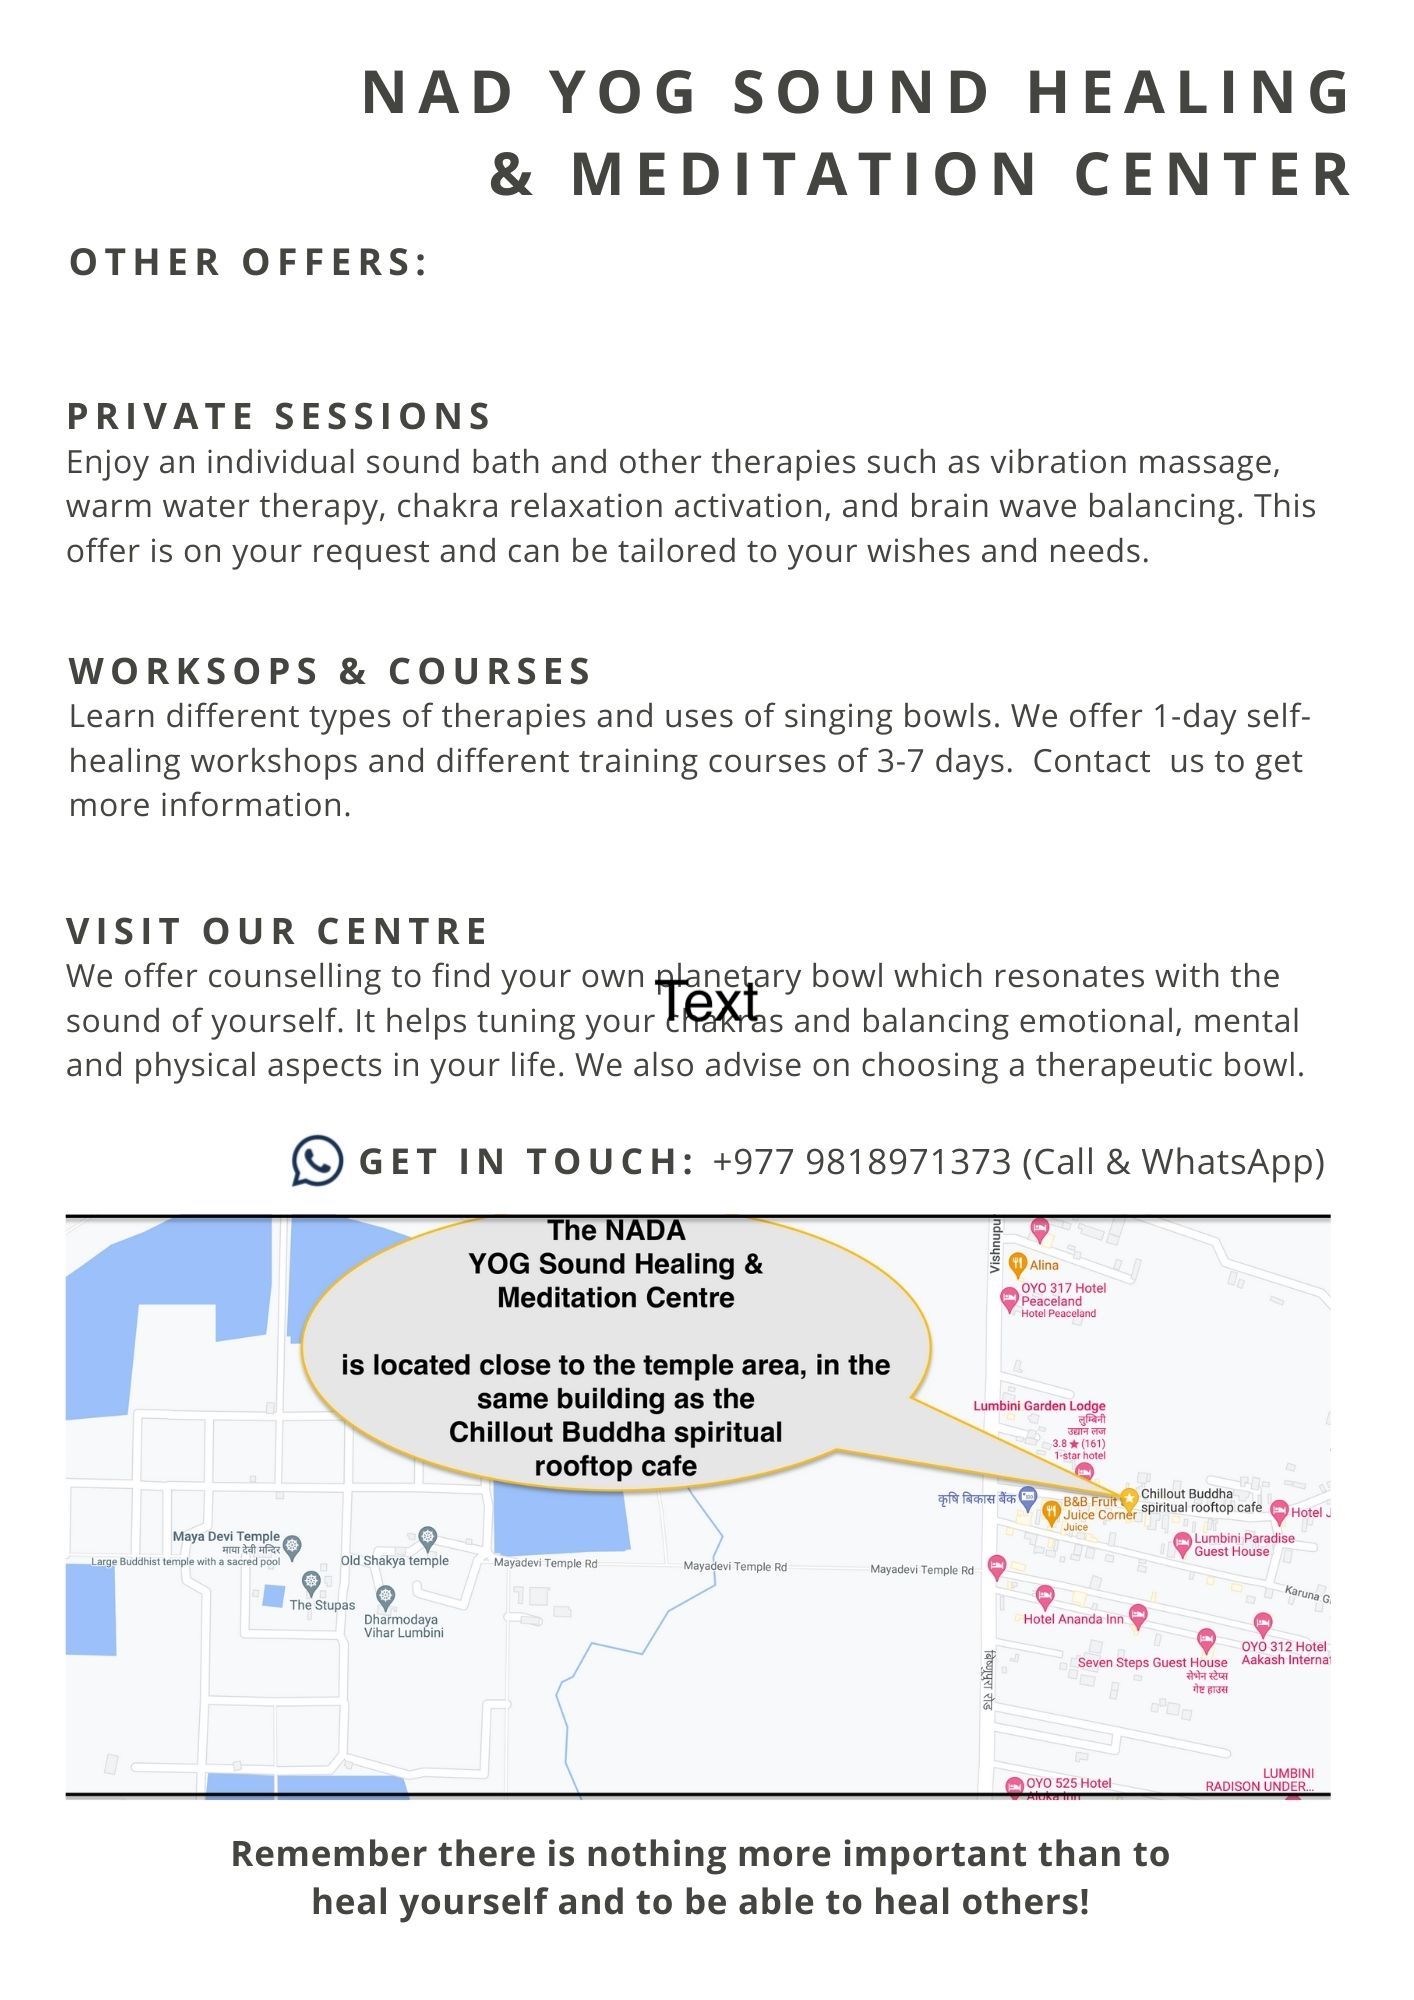 NAD YOG SOUND HEALING
& MEDITATION CENTER
OTHER OFFERS:
PRIVATE SESSIONS
Enjoy an individual sound bath and other therapies such as vibration massage,
warm water therapy, chakra relaxation activation, and brain wave balancing. This
offer is on your request and can be tailored to your wishes and needs.
WORKSOPS & COURSES
Learn different types of therapies and uses of singing bowls. We offer 1-day self-
healing workshops and different training courses of 3-7 days. Contact us to get
more information.
VISIT OUR CENTRE
We offer counselling to find your own planetary bowl which resonates with the
Text
sound of yourself. It helps tuning your chakras and balancing emotional, mental
and physical aspects in your life. We also advise on choosing a therapeutic bowl.
GET IN TOUCH: +977 9818971373 (Call & WhatsApp)
The NADA
YOG Sound Healing &
Meditation Centre
is located close to the temple area, in the
same building as the
Chillout Buddha spiritual
rooftop cafe
Vishnupu
Alina
OYO 317 Hotel
Peaceland
Hotel Peaceland
Lumbini Garden Lodge
लुम्बिनी
उद्यान लज
3.8 ★ (161)
1-star hotel
कृषि बिकास बैंक
B&B Fruit
Juice Corner
Juice
Chillout Buddha
spiritual rooftop cafe
Hotel J
Lumbini Paradise
Guest House
Maya Devi Temple
माया देवी मन्दिर
Large Buddhist temple with a sacred pool
Old Shakya temple
The Stupas
Dharmodaya
Vihar Lumbini
Mayadevi Temple Rd
Mayadevi Temple Rd
Mayadevi Temple Rd
Karuna G
Hotel Ananda Inn
Seven Steps Guest House
सेभेन स्टेप्स
गेष्ट हाउस
OYO 312 Hotel
Aakash Interna
विष्णुपुरा रोड
OYO 525 Hotel
Aloka Inn
LUMBINI
RADISON UNDER...
Remember there is nothing more important than to
heal yourself and to be able to heal others!